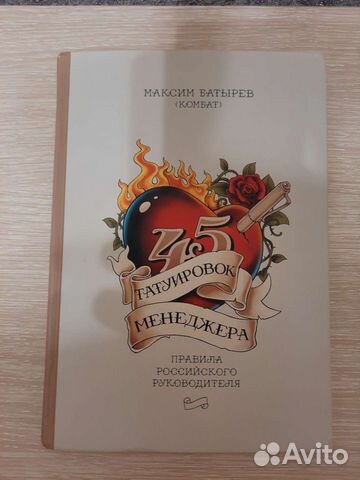 МАКСИМ БАТЫРЕВ
(КОМБАТ)
45
ТАТУИРОВОК
МЕНЕДЖЕРА
ПРАВИЛА
РОССИЙСКОГО
РУКОВОДИТЕЛЯ
Avito